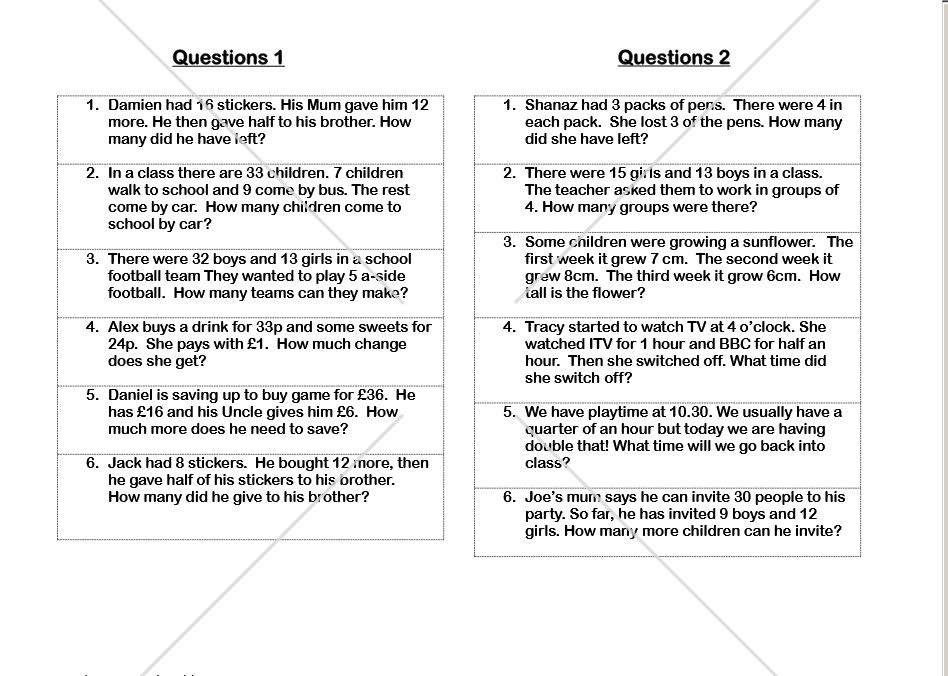 Questions 1
1. Damien had 16 stickers. His Mum gave him 12
more. He then gave half to his brother. How
many did he have left?
2. In a class there are 33 children. 7 children
walk to school and 9 come by bus. The rest
come by car. How many children come to
school by car?
3. There were 32 boys and 13 girls in a school
football team They wanted to play 5 a-side
football. How many teams can they make?
4. Alex buys a drink for 33p and some sweets for
24p. She pays with £1. How much change
does she get?
5. Daniel is saving up to buy game for £36. He
has £16 and his Uncle gives him £6. How
much more does he need to save?
6. Jack had 8 stickers. He bought 12 more, then
he gave half of his stickers to his brother.
How many did he give to his brother?
Questions 2
1. Shanaz had 3 packs of pens. There were 4 in
each pack. She lost 3 of the pens. How many
did she have left?
2. There were 15 girls and 13 boys in a class.
The teacher asked them to work in groups of
4. How many groups were there?
3. Some children were growing a sunflower. The
first week it grew 7 cm. The second week it
grew 8cm. The third week it grow 6cm. How
tall is the flower?
4. Tracy started to watch TV at 4 o’clock. She
watched ITV for 1 hour and BBC for half an
hour. Then she switched off. What time did
she switch off?
5. We have playtime at 10.30. We usually have a
quarter of an hour but today we are having
double that! What time will we go back into
class?
6. Joe’s mum says he can invite 30 people to his
party. So far, he has invited 9 boys and 12
girls. How many more children can he invite?